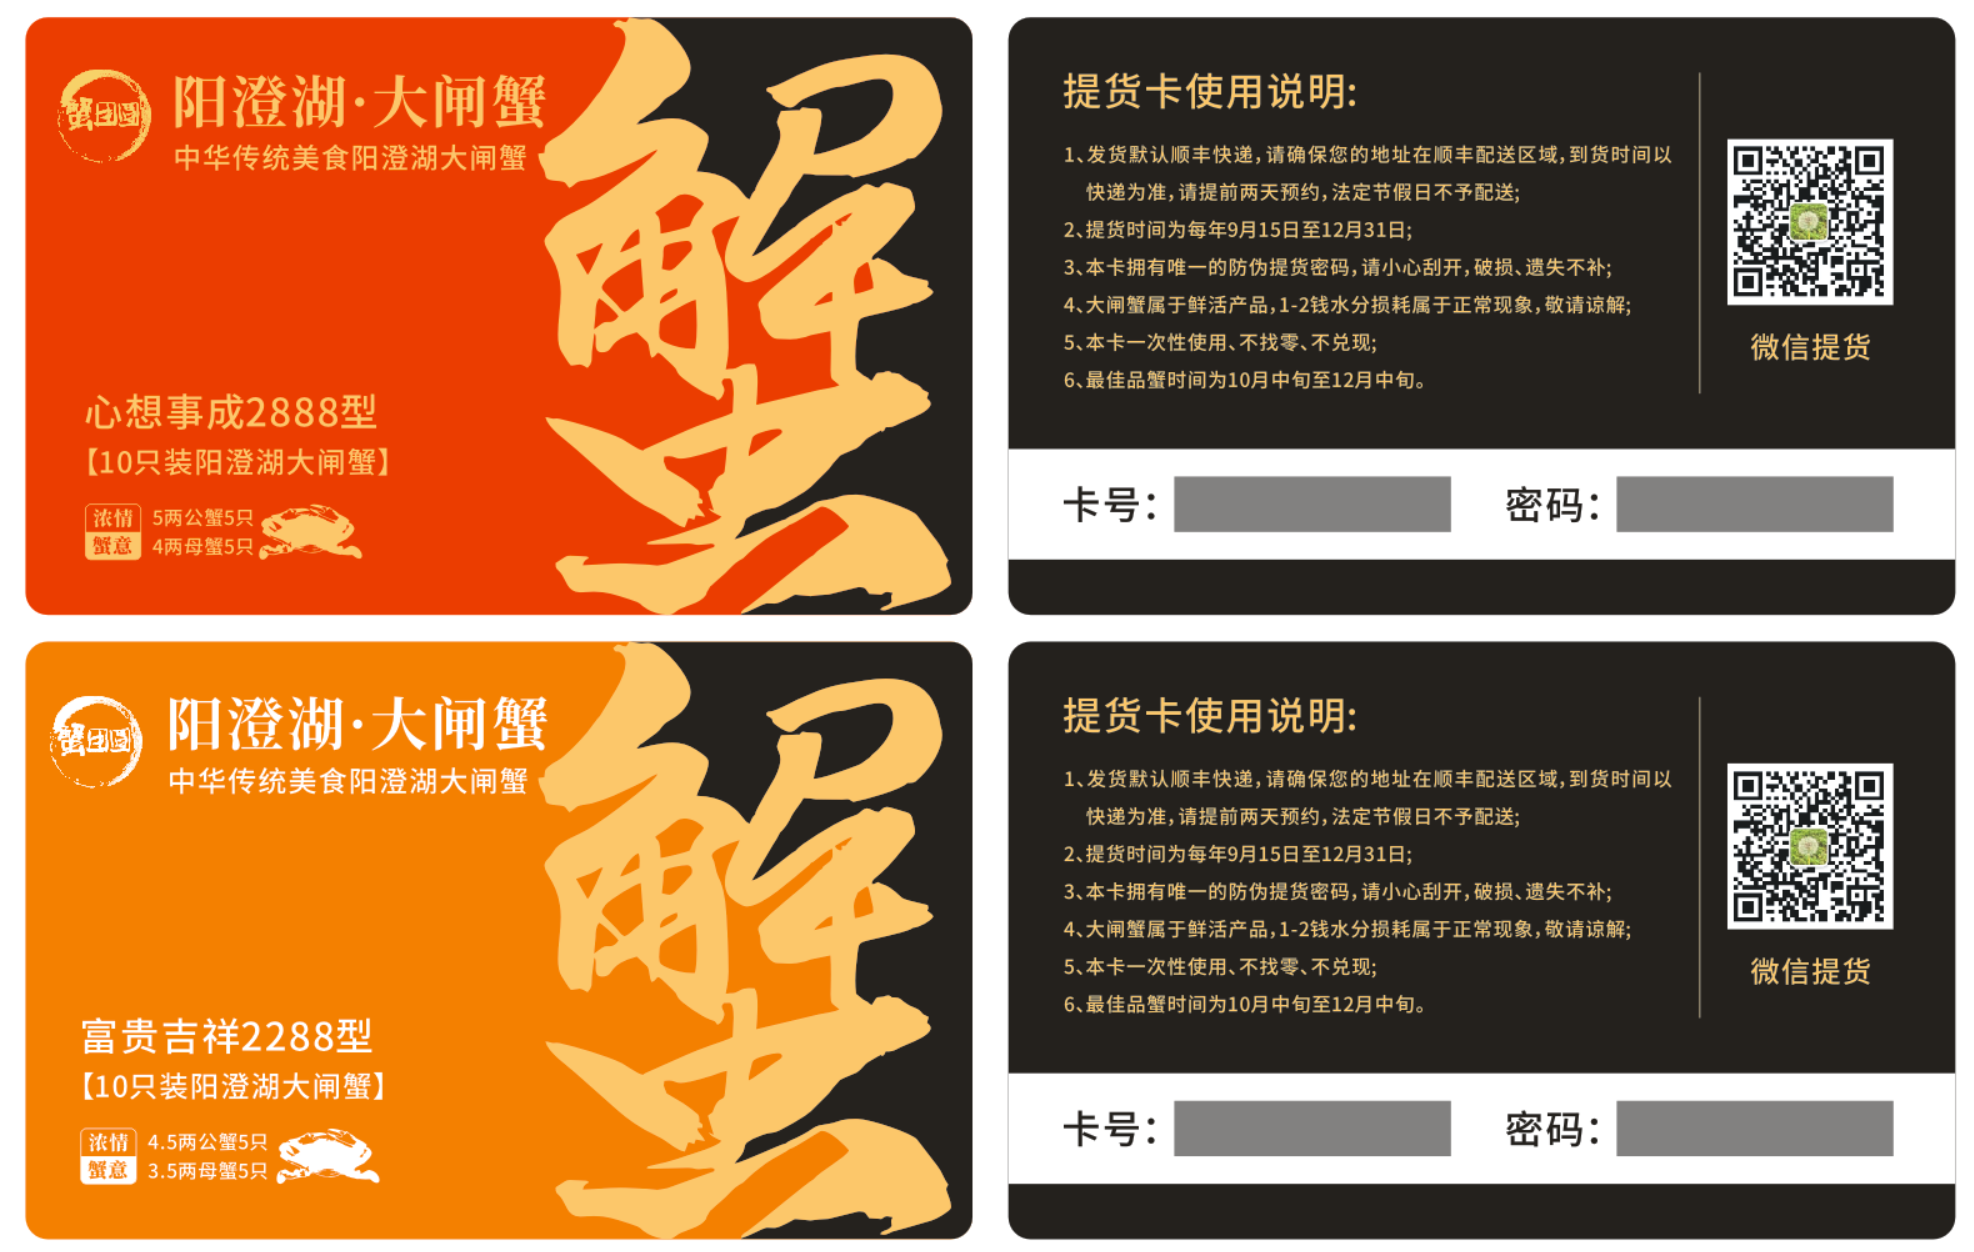 蟹团圆
阳澄湖·大闸蟹
中华传统美食阳澄湖大闸蟹
蟹
心想事成2888型
【10只装阳澄湖大闸蟹】
浓情
蟹意
5两公蟹5只
4两母蟹5只
提货卡使用说明:
1、发货默认顺丰快递,请确保您的地址在顺丰配送区域,到货时间以
快递为准,请提前两天预约,法定节假日不予配送;
2、提货时间为每年9月15日至12月31日;
3、本卡拥有唯一的防伪提货密码,请小心刮开,破损、遗失不补;
4、大闸蟹属于鲜活产品,1-2钱水分损耗属于正常现象,敬请谅解;
5、本卡一次性使用、不找零、不兑现;
6、最佳品蟹时间为10月中旬至12月中旬。
微信提货
卡号:
密码:
蟹团圆
阳澄湖·大闸蟹
中华传统美食阳澄湖大闸蟹
蟹
富贵吉祥2288型
【10只装阳澄湖大闸蟹】
浓情
蟹意
4.5两公蟹5只
3.5两母蟹5只
提货卡使用说明:
1、发货默认顺丰快递,请确保您的地址在顺丰配送区域,到货时间以
快递为准,请提前两天预约,法定节假日不予配送;
2、提货时间为每年9月15日至12月31日;
3、本卡拥有唯一的防伪提货密码,请小心刮开,破损、遗失不补;
4、大闸蟹属于鲜活产品,1-2钱水分损耗属于正常现象,敬请谅解;
5、本卡一次性使用、不找零、不兑现;
6、最佳品蟹时间为10月中旬至12月中旬。
微信提货
卡号:
密码: